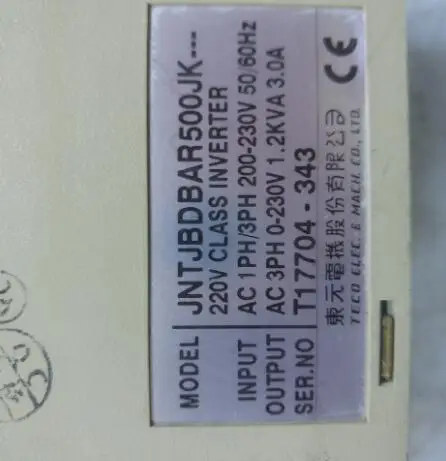 MODEL JNTJBDBAR500JK---
220V CLASS INVERTER
INPUT AC 1PH/3PH 200-230V 50/60Hz
OUTPUT AC 3PH 0-230V 1.2KVA 3.0A
SER.NO T17704-343
東元電機股份有限公司
TECO ELEC. & MACH. CO., LTD.
CE